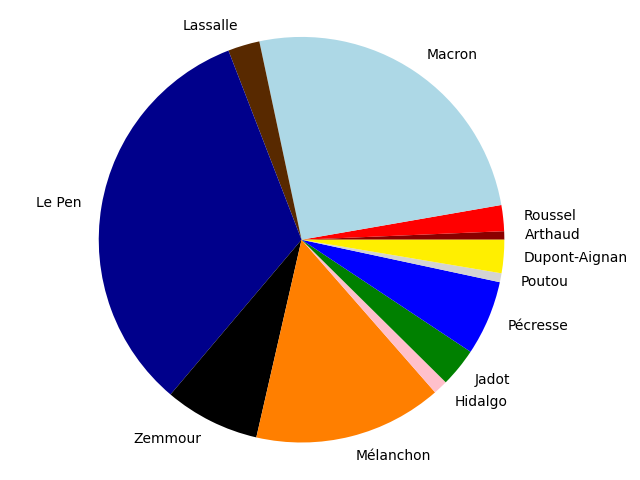 Lassalle
Macron
Le Pen
Roussel
Arthaud
Dupont-Aignan
Poutou
Pécresse
Jadot
Hidalgo
Zemmour
Mélanchon